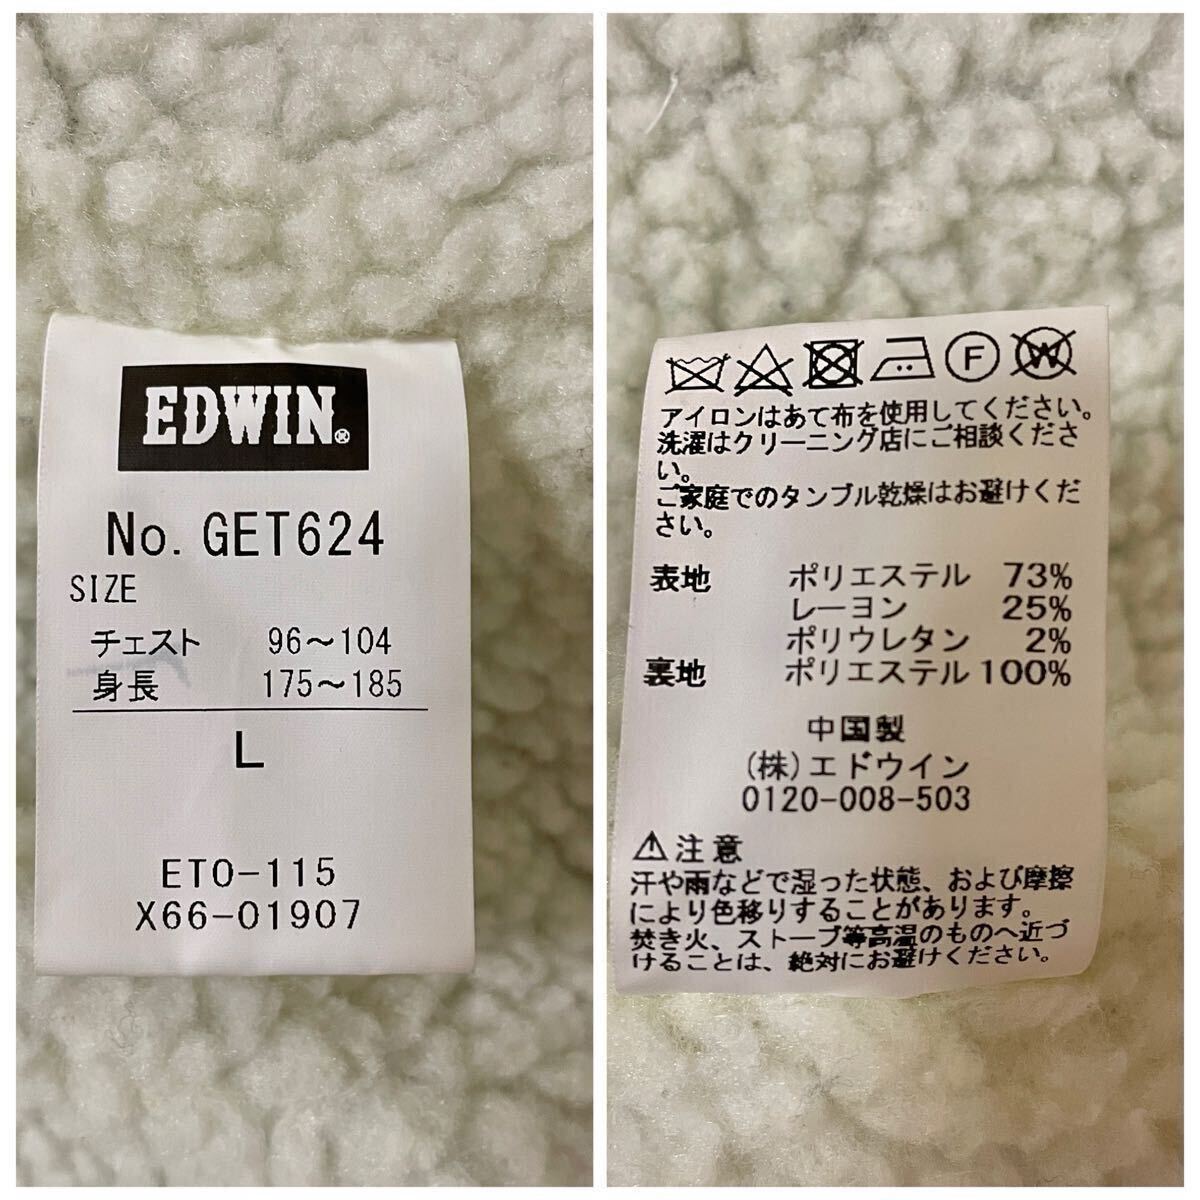 EDWIN®
No. GET624
SIZE
チェスト 96～104
身長 175～185
L
ETO-115
X66-01907
F
W
アイロンはあて布を使用してください。
洗濯はクリーニング店にご相談くださ
い。
ご家庭でのタンブル乾燥はお避けくだ
さい。
表地 ポリエステル 73%
レーヨン 25%
ポリウレタン 2%
裏地 ポリエステル 100%
中国製
(株)エドウイン
0120-008-503
⚠注意
汗や雨などで湿った状態、および摩擦
により色移りすることがあります。
焚き火、ストーブ等高温のものへ近づ
けることは、絶対にお避けください。